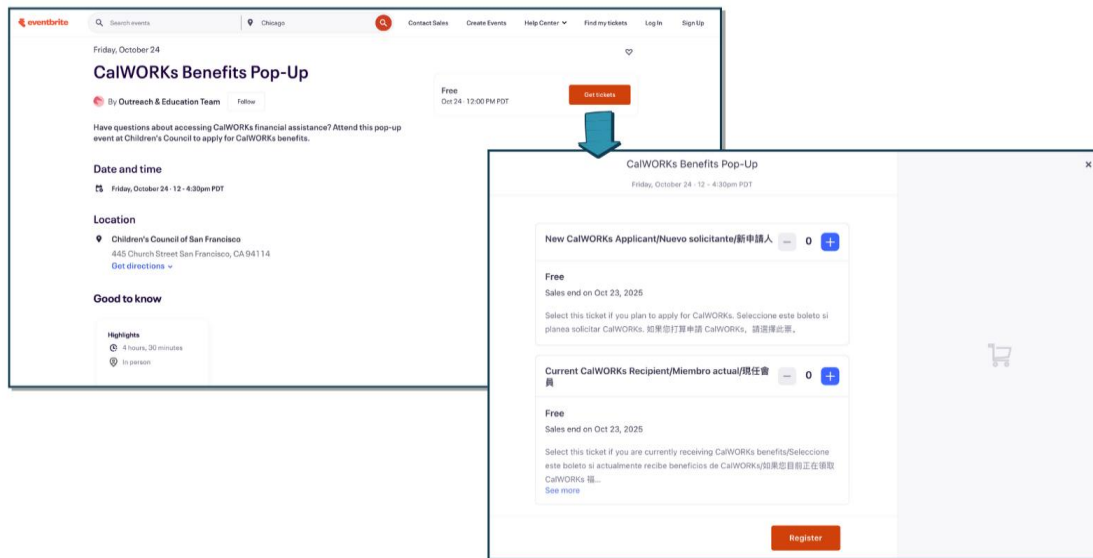 eventbrite
Search events
Chicago
Contact Sales
Create Events
Help Center
Find my tickets
Log In
Sign Up
Friday, October 24
CalWORKs Benefits Pop-Up
By Outreach & Education Team
Follow
Free
Oct 24 · 12:00 PM PDT
Get tickets
Have questions about accessing CalWORKs financial assistance? Attend this pop-up
event at Children's Council to apply for CalWORKs benefits.
Date and time
Friday, October 24 · 12 - 4:30pm PDT
Location
Children's Council of San Francisco
445 Church Street San Francisco, CA 94114
Get directions
Good to know
Highlights
4 hours, 30 minutes
In person
CalWORKs Benefits Pop-Up
Friday, October 24 · 12 - 4:30pm PDT
New CalWORKs Applicant/Nuevo solicitante/新申請人
0
Free
Sales end on Oct 23, 2025
Select this ticket if you plan to apply for CalWORKs. Seleccione este boleto si
planea solicitar CalWORKs. 如果您打算申請 CalWORKs，請選擇此票。
Current CalWORKs Recipient/Miembro actual/現任會
員
0
Free
Sales end on Oct 23, 2025
Select this ticket if you are currently receiving CalWORKs benefits/Seleccione
este boleto si actualmente recibe beneficios de CalWORKs/如果您目前正在領取
CalWORKs 福...
See more
Register